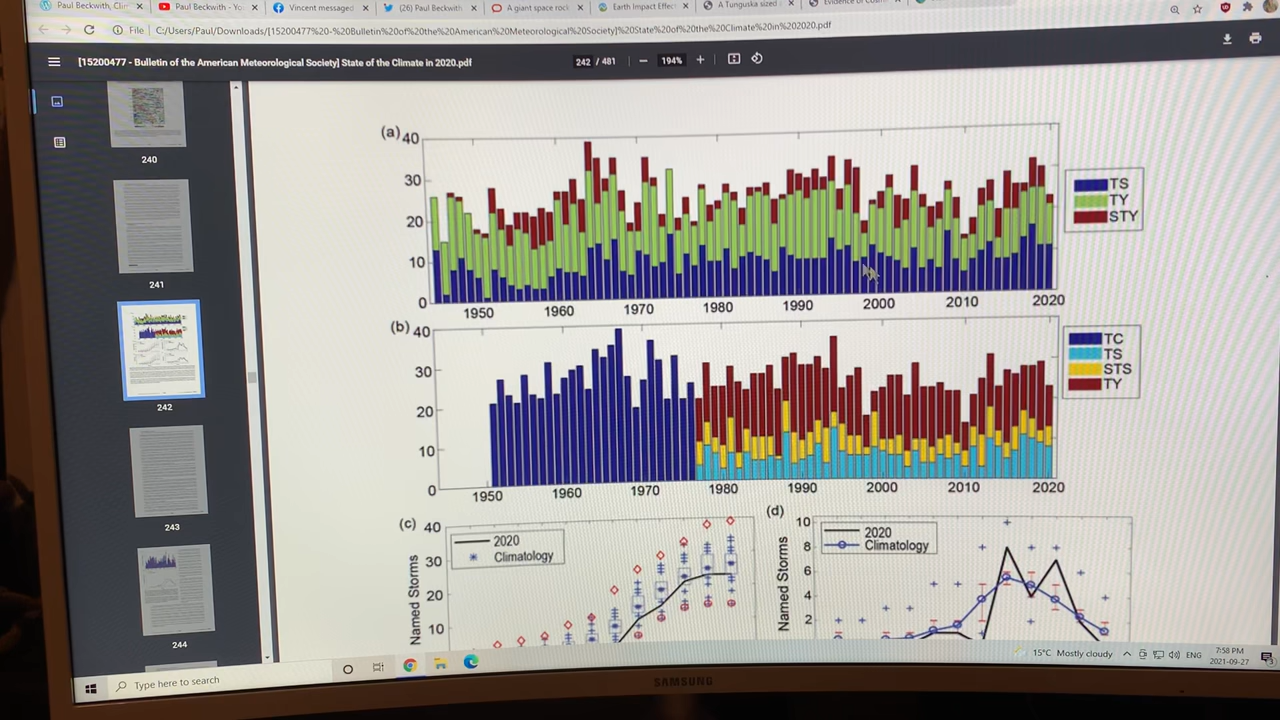 Paul Beckwith, Clim
Paul Beckwith - Yo
Vincent messaged
(26) Paul Beckwith
A giant space rock
Earth Impact Effec
A Tunguska sized
File
C:/Users/Paul/Downloads/[15200477%20-%20Bulletin%20of%20the%20American%20Meteorological%20Society]%20State%20of%20the%20Climate%20in%202020.pdf
[15200477 - Bulletin of the American Meteorological Society] State of the Climate in 2020.pdf
242 / 481
194%
240
241
242
243
244
(a)
40
30
20
10
0
1950 1960 1970 1980 1990 2000 2010 2020
TS
TY
STY
(b)
40
30
20
10
0
1950 1960 1970 1980 1990 2000 2010 2020
TC
TS
STS
TY
(c)
40
30
20
10
Named Storms
2020
Climatology
(d)
10
8
6
4
2
Named Storms
2020
Climatology
Type here to search
15°C Mostly cloudy
ENG
7:58 PM
2021-09-27
SAMSUNG